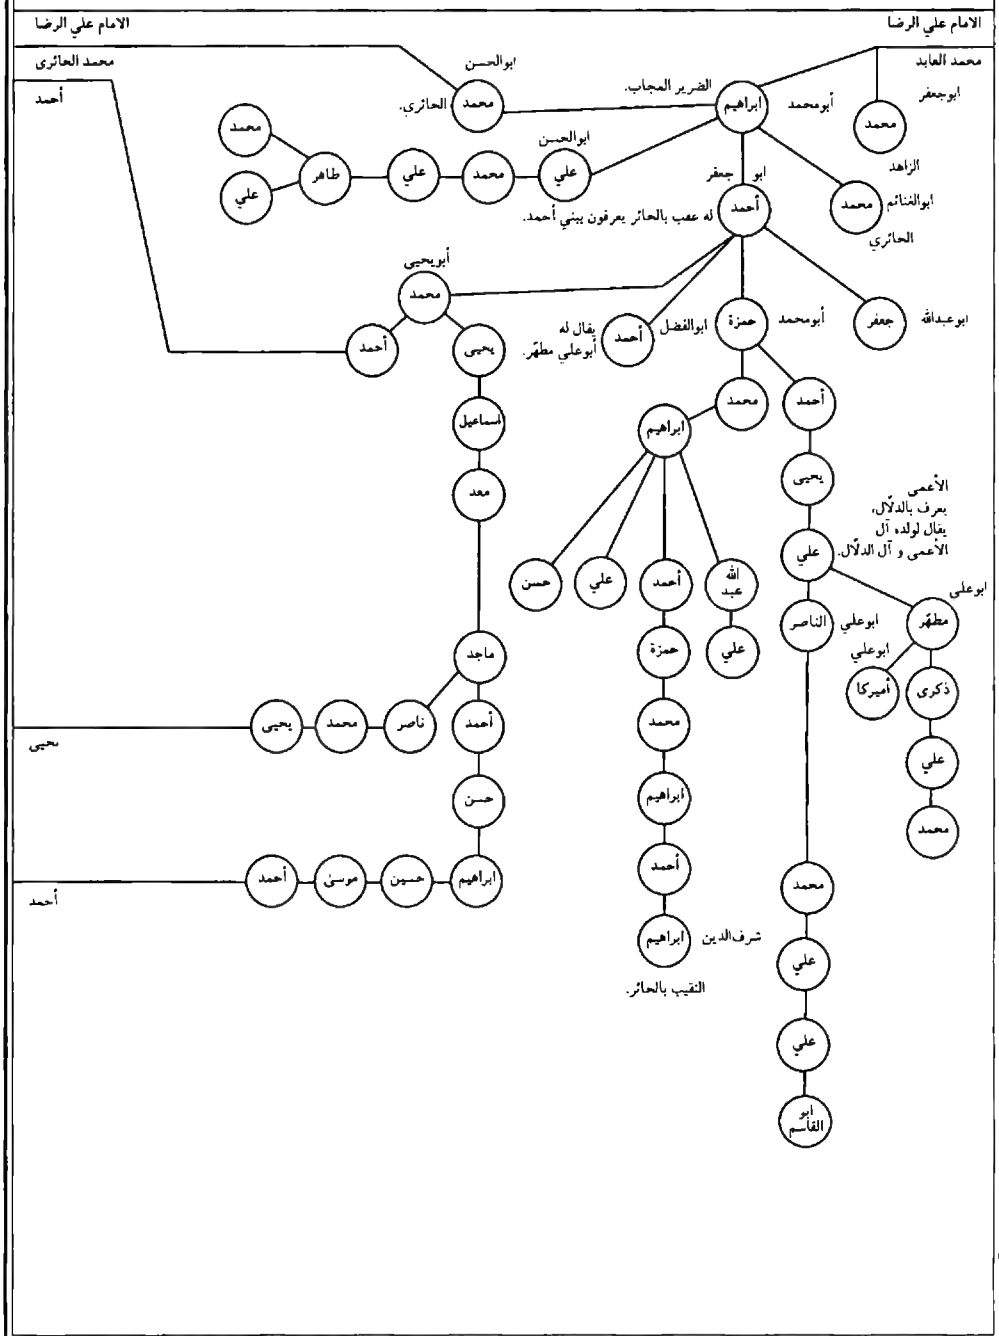 الامام علي الرضا
الامام علي الرضا
محمد العابد
محمد الحائرى
أحمد
ابوجعفر
محمد
الزاهد
أبومحمد
ابراهيم
الضرير المجاب.
ابوالحسن
محمد
الحائري.
ابوالحسن
علي
محمد
علي
طاهر
محمد
علي
ابوالغنائم
محمد
الحائري
ابو جعفر
أحمد
له عقب بالحائر يعرفون ببني أحمد.
أبويحيى
محمد
أحمد
يحيى
ابوعبدالله
جعفر
أبومحمد
حمزة
ابوالفضل
أحمد
يقال له
أبوعلي مطهّر.
اسماعيل
معد
ماجد
ناصر
محمد
يحيى
يحيى
أحمد
حسن
ابراهيم
حسين
موسىٰ
أحمد
أحمد
محمد
أحمد
ابراهيم
عبد الله
أحمد
علي
حسن
علي
حمزة
محمد
ابراهيم
أحمد
شرف‌الدين
ابراهيم
النقيب بالحائر.
يحيى
علي
الأعمى
يعرف بالدلّال،
يقال لولده آل
الأعمى و آل الدلّال.
ابوعلى
مطهّر
ابوعلي
الناصر
ابوعلي
أميركا
ذكرى
علي
محمد
محمد
علي
علي
ابو
القاسم